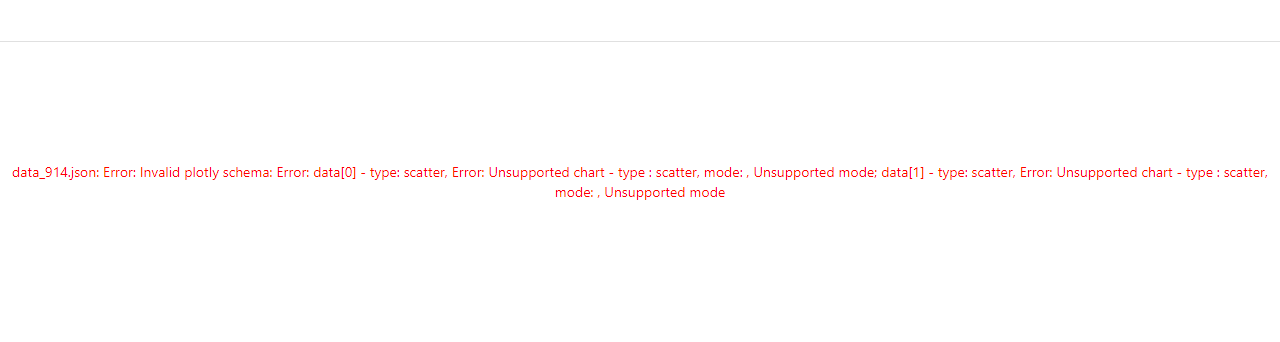 data_914.json: Error: Invalid plotly schema: Error: data[0] - type: scatter, Error: Unsupported chart - type : scatter, mode: , Unsupported mode; data[1] - type: scatter, Error: Unsupported chart - type : scatter,
mode: , Unsupported mode